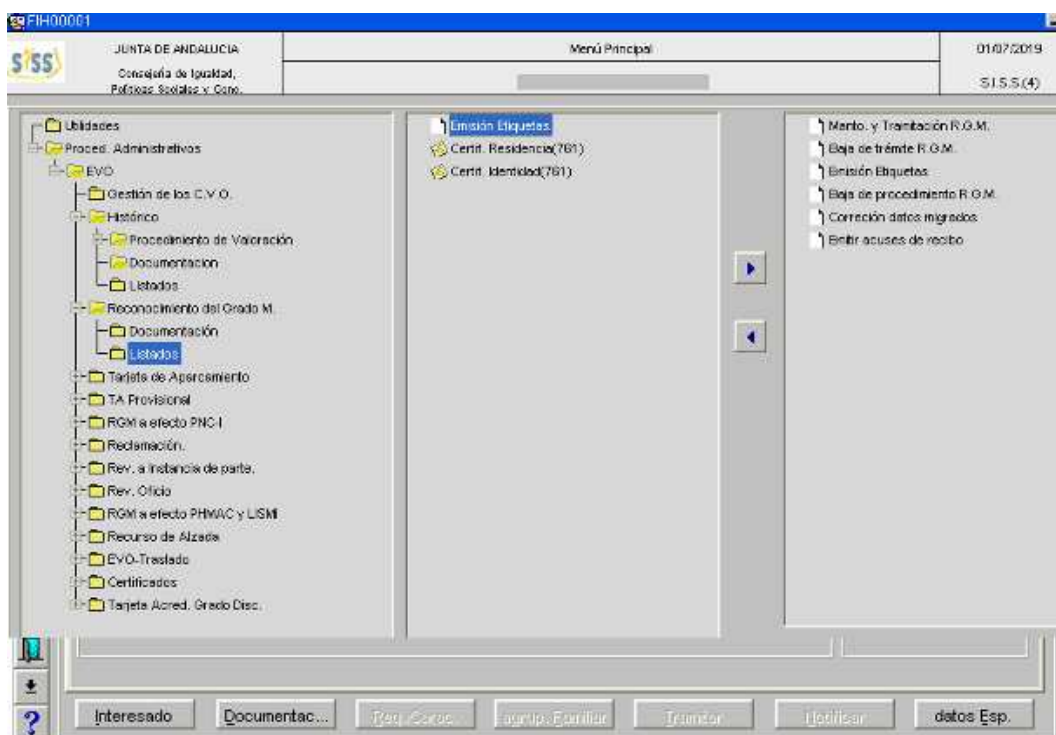 FIH00001
SISS
JUNTA DE ANDALUCIA
Consejería de Igualdad,
Políticas Sociales y Conc.
Menú Principal
01/07/2019
S.I.S.S.(4)
Utilidades
Proced. Administrativos
EVO
Gestión de los C.V.O.
Histórico
Procedimiento de Valoración
Documentacion
Listados
Reconocimiento del Grado M.
Documentación
Listados
Tarjeta de Aparcamiento
TA Provisional
RGM a efecto PNC-I
Reclamación.
Rev. a instancia de parte.
Rev. Oficio
RGM a efecto PHMAC y LISMI
Recurso de Alzada
EVO-Traslado
Certificados
Tarjeta Acred. Grado Disc.
Emisión Etiquetas
Certif. Residencia(761)
Certif. Identidad(761)
Manto. y Tramitación R.G.M.
Baja de trámite R.G.M.
Emisión Etiquetas
Baja de procedimiento R.G.M.
Correción datos migrados
Emitir acuses de recibo
?
Interesado
Documentac...
Agrup. Familiar
Tramitar
Notificar
datos Esp.